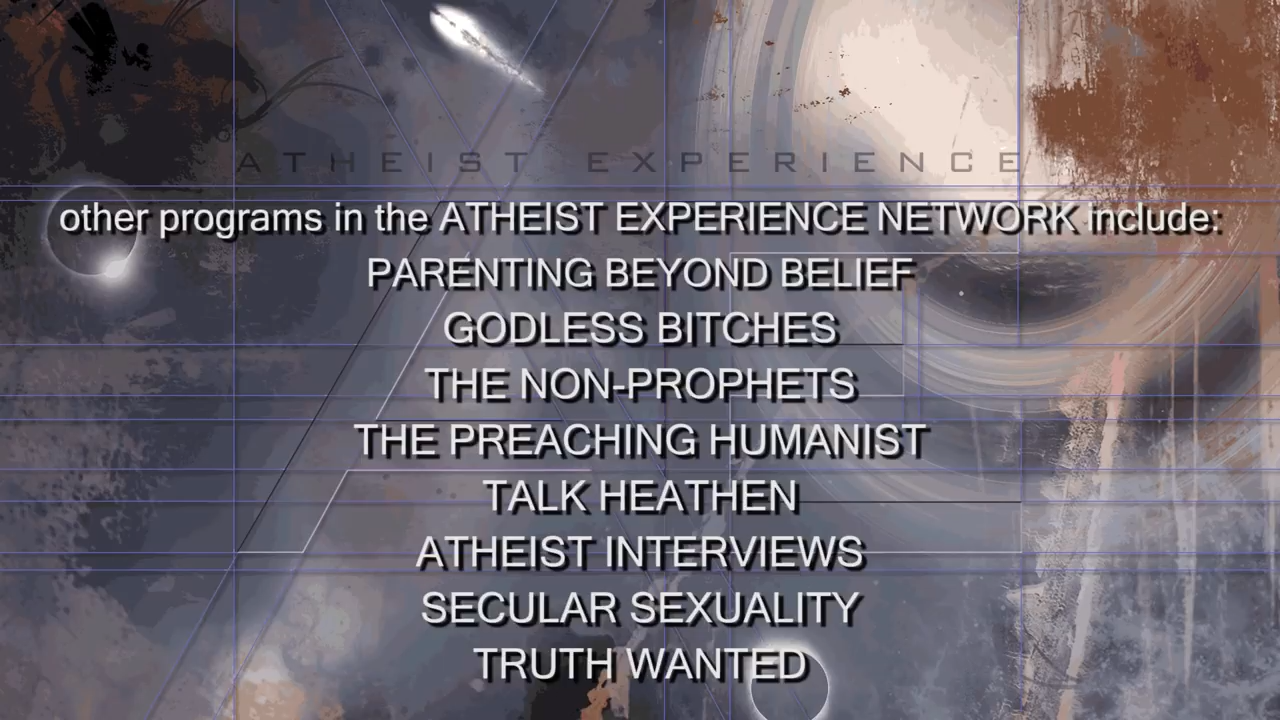 ATHEIST EXPERIENCE
other programs in the ATHEIST EXPERIENCE NETWORK include:
PARENTING BEYOND BELIEF
GODLESS BITCHES
THE NON-PROPHETS
THE PREACHING HUMANIST
TALK HEATHEN
ATHEIST INTERVIEWS
SECULAR SEXUALITY
TRUTH WANTED